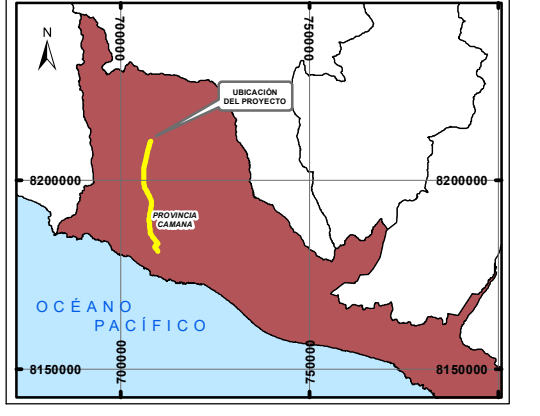 700000
750000
N
UBICACIÓN
DEL PROYECTO
8200000
8200000
PROVINCIA
CAMANA
OCÉANO
PACÍFICO
8150000
700000
750000
8150000